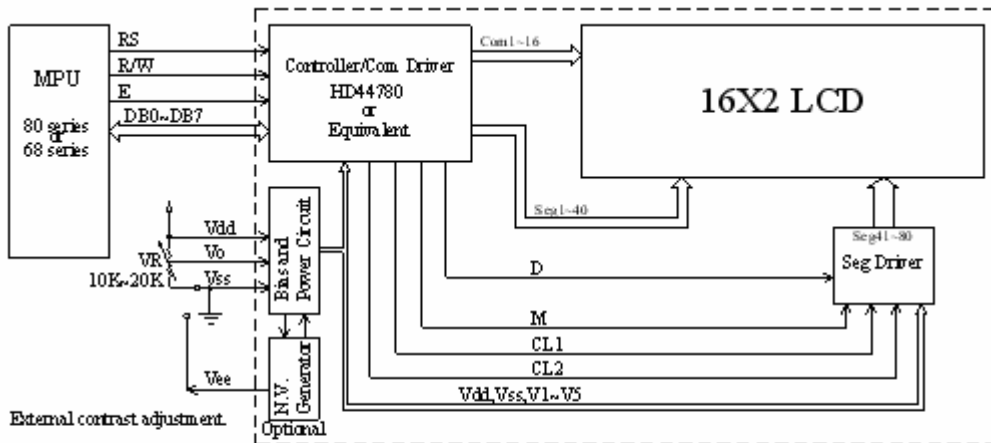 MPU
80 series
or
68 series
RS
R/W
E
DB0~DB7
Controller/Com Driver
HD44780
or
Equivalent
Com1~16
16X2 LCD
Seg1~40
Seg41~80
Seg Driver
Vdd
Vo
Vss
VR
10K~20K
Bias and
Power Circuit
D
M
CL1
CL2
Vdd,Vss,V1~V5
Vee
N.V.
Generator
Optional
External contrast adjustment.